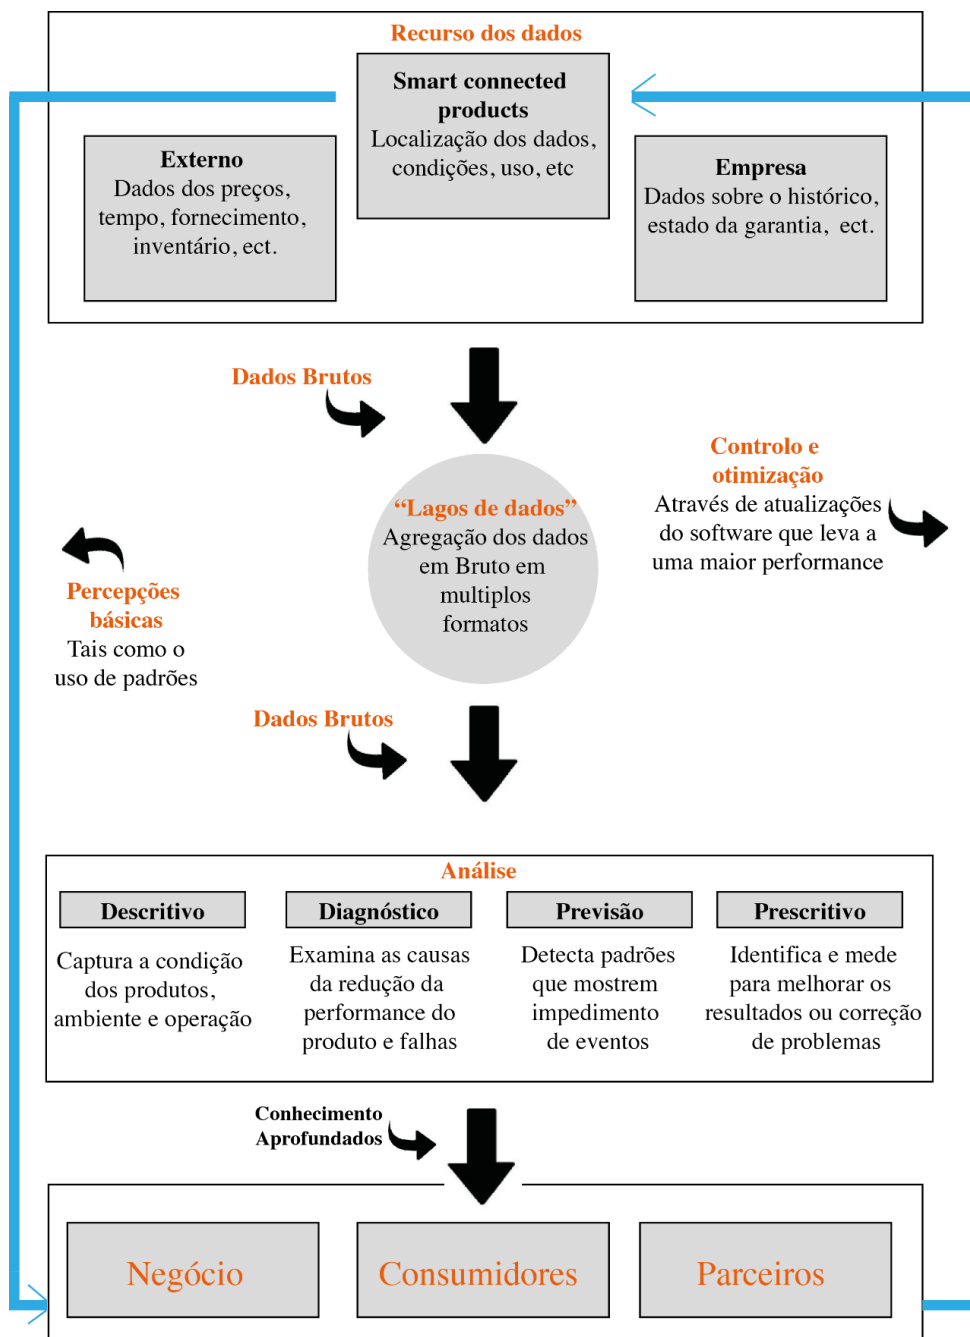 Recurso dos dados
Smart connected
products
Localização dos dados,
condições, uso, etc
Externo
Dados dos preços,
tempo, fornecimento,
inventário, ect.
Empresa
Dados sobre o histórico,
estado da garantia, ect.
Dados Brutos
Controlo e
otimização
Através de atualizações
do software que leva a
uma maior performance
“Lagos de dados”
Agregação dos dados
em Bruto em
multiplos
formatos
Percepções
básicas
Tais como o
uso de padrões
Dados Brutos
Análise
Descritivo
Captura a condição
dos produtos,
ambiente e operação
Diagnóstico
Examina as causas
da redução da
performance do
produto e falhas
Previsão
Detecta padrões
que mostrem
impedimento
de eventos
Prescritivo
Identifica e mede
para melhorar os
resultados ou correção
de problemas
Conhecimento
Aprofundados
Negócio
Consumidores
Parceiros